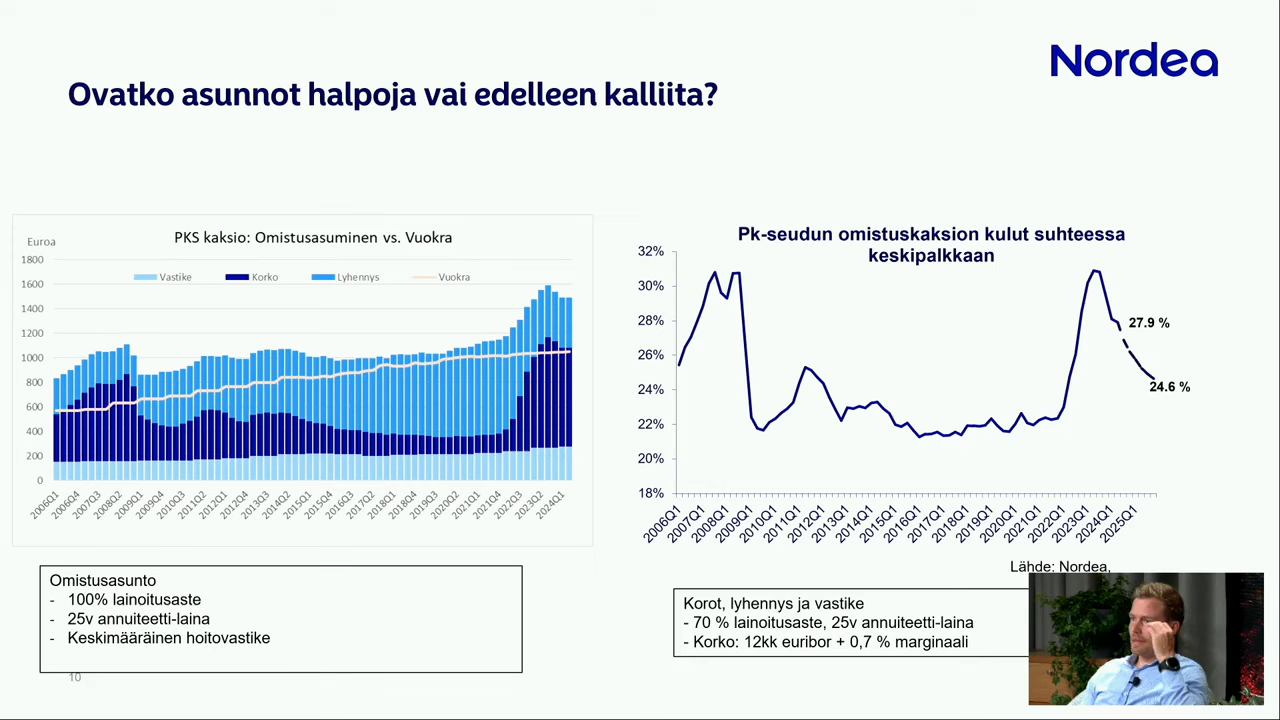 Nordea
Ovatko asunnot halpoja vai edelleen kalliita?
PKS kaksio: Omistusasuminen vs. Vuokra
Euroa
Vastike Korko Lyhennys Vuokra
1800
1600
1400
1200
1000
800
600
400
200
0
2006Q1 2006Q4 2007Q3 2008Q2 2009Q1 2009Q4 2010Q3 2011Q2 2012Q1 2012Q4 2013Q3 2014Q2 2015Q1 2015Q4 2016Q3 2017Q2 2018Q1 2018Q4 2019Q3 2020Q2 2021Q1 2021Q4 2022Q3 2023Q2 2024Q1
Omistusasunto
- 100% lainoitusaste
- 25v annuiteetti-laina
- Keskimääräinen hoitovastike
10
Pk-seudun omistuskaksion kulut suhteessa
keskipalkkaan
32%
30%
28%
26%
24%
22%
20%
18%
27.9 %
24.6 %
2006Q1 2007Q1 2008Q1 2009Q1 2010Q1 2011Q1 2012Q1 2013Q1 2014Q1 2015Q1 2016Q1 2017Q1 2018Q1 2019Q1 2020Q1 2021Q1 2022Q1 2023Q1 2024Q1 2025Q1
Lähde: Nordea,
Korot, lyhennys ja vastike
- 70 % lainoitusaste, 25v annuiteetti-laina
- Korko: 12kk euribor + 0,7 % marginaali